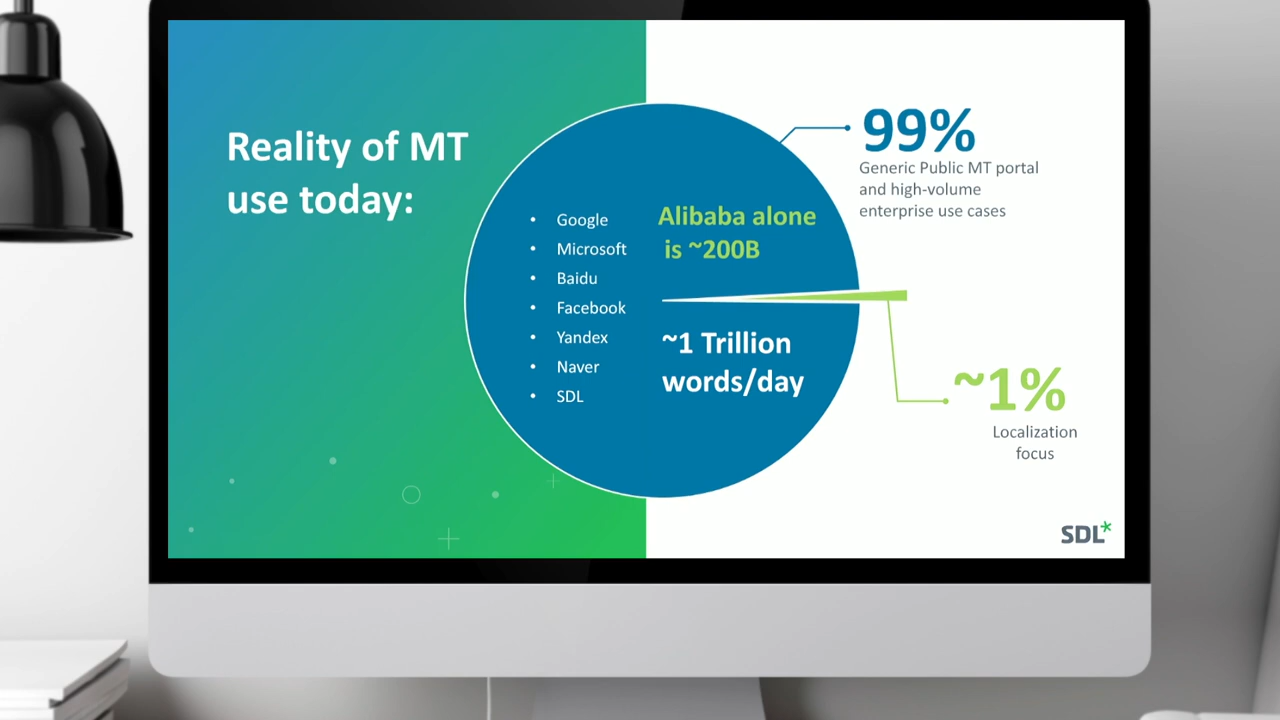 Reality of MT
use today:
• Google
• Microsoft
• Baidu
• Facebook
• Yandex
• Naver
• SDL
Alibaba alone
is ~200B
~1 Trillion
words/day
99%
Generic Public MT portal
and high-volume
enterprise use cases
~1%
Localization
focus
SDL*